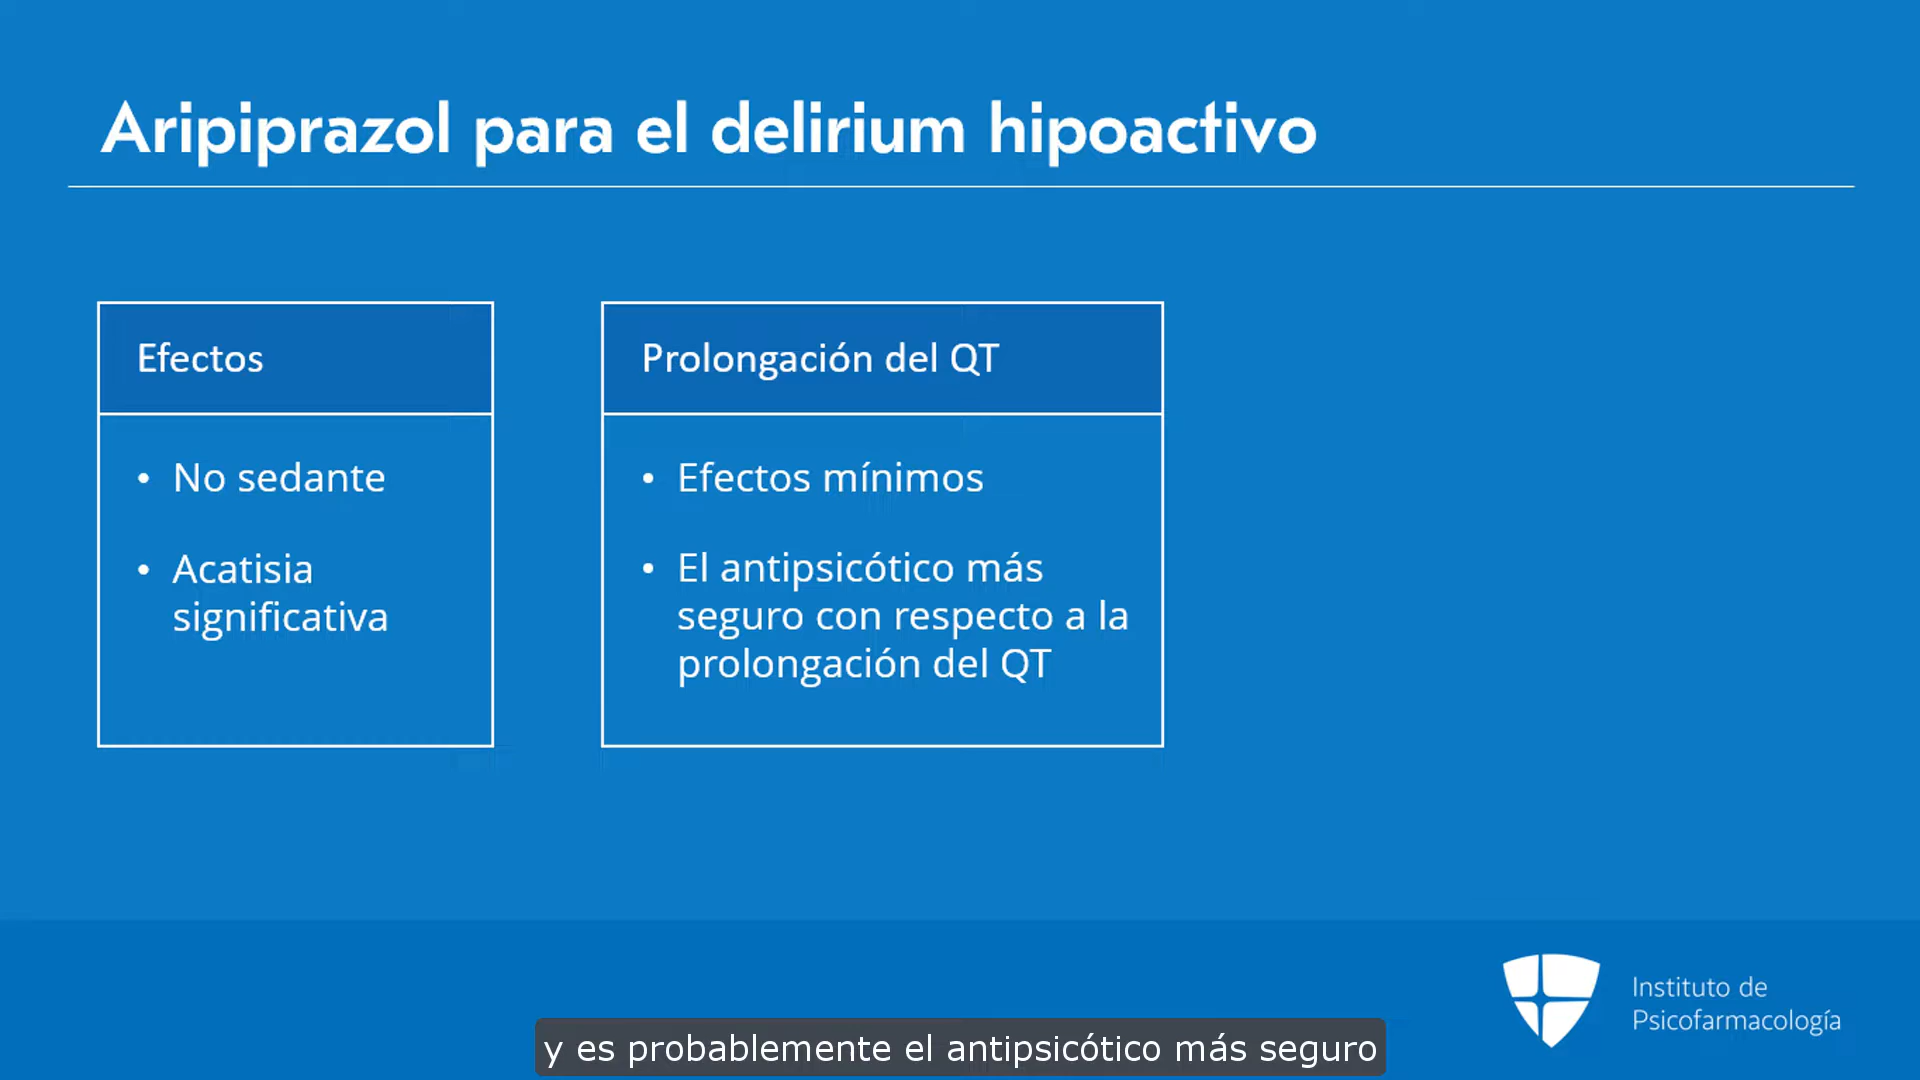 Aripiprazol para el delirium hipoactivo
Efectos
• No sedante
• Acatisia
significativa
Prolongación del QT
• Efectos mínimos
• El antipsicótico más
seguro con respecto a la
prolongación del QT
Instituto de
Psicofarmacología
y es probablemente el antipsicótico más seguro